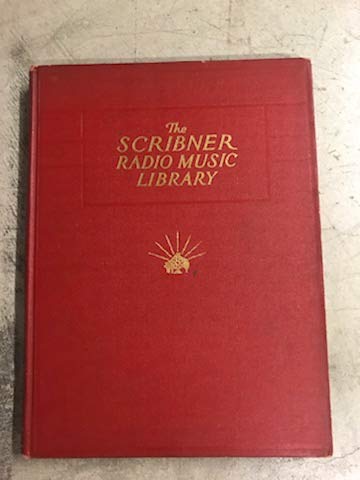 The
SCRIBNER
RADIO MUSIC
LIBRARY